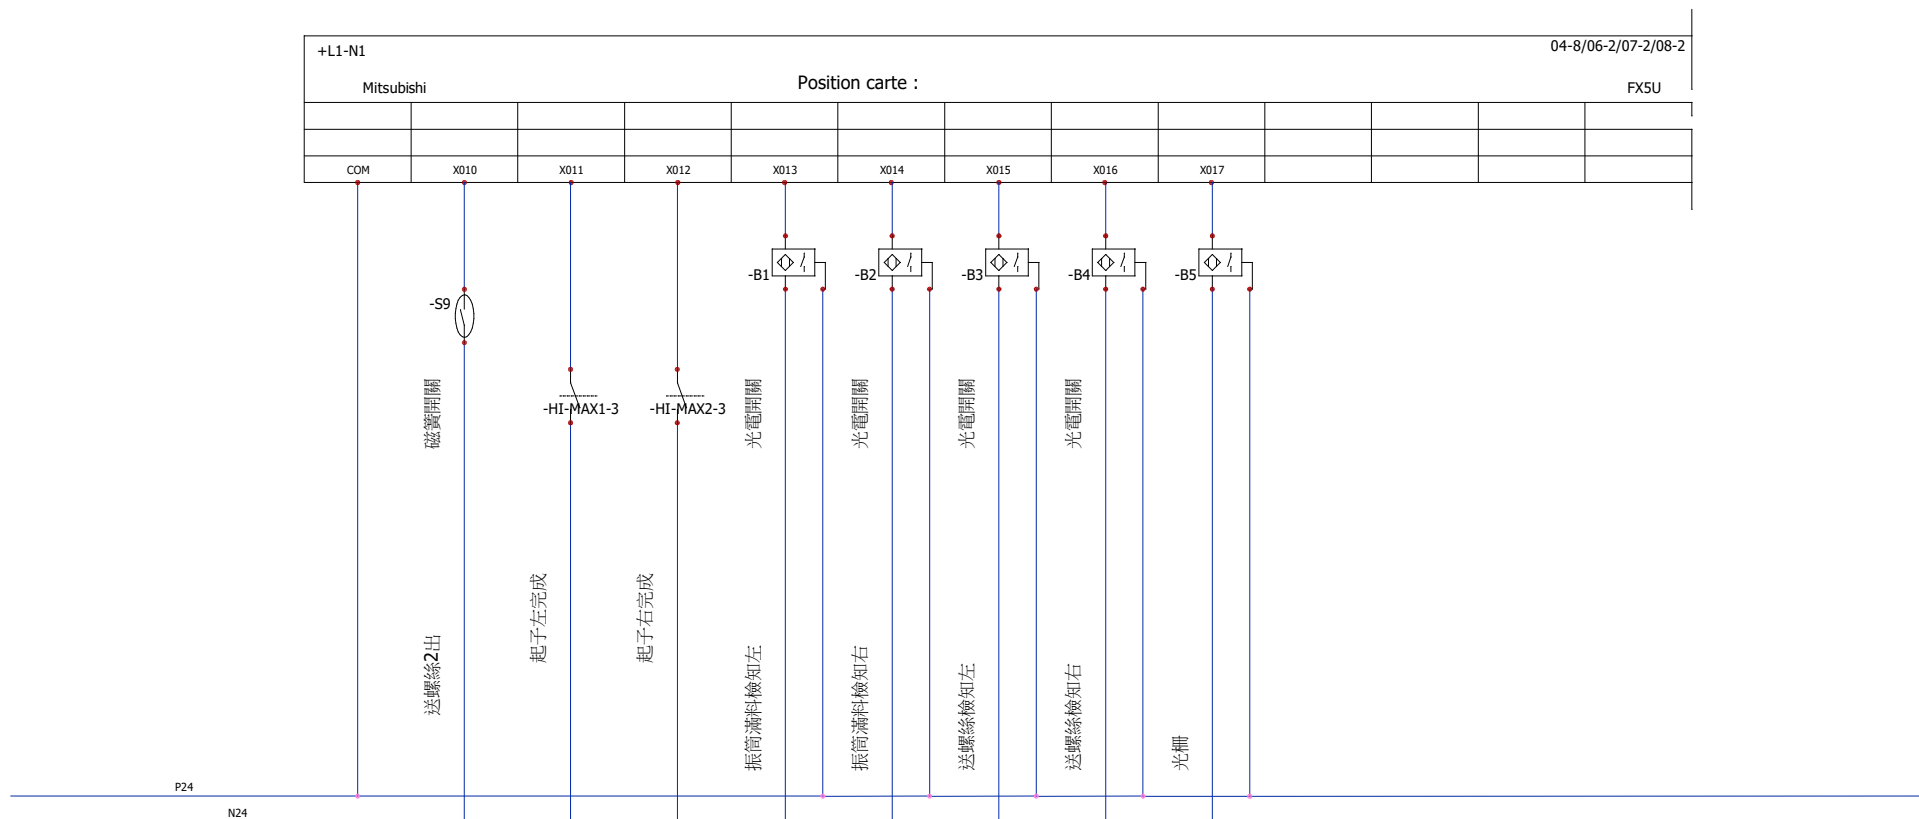 +L1-N1
04-8/06-2/07-2/08-2
Mitsubishi
Position carte :
FX5U
COM
X010
X011
X012
X013
X014
X015
X016
X017
-B1
-B2
-B3
-B4
-B5
-S9
-HI-MAX1-3
-HI-MAX2-3
磁簧開關
光電開關
光電開關
光電開關
光電開關
送螺絲2出
起子左完成
起子右完成
振筒滿料檢知左
振筒滿料檢知右
送螺絲檢知左
送螺絲檢知右
光柵
P24
N24